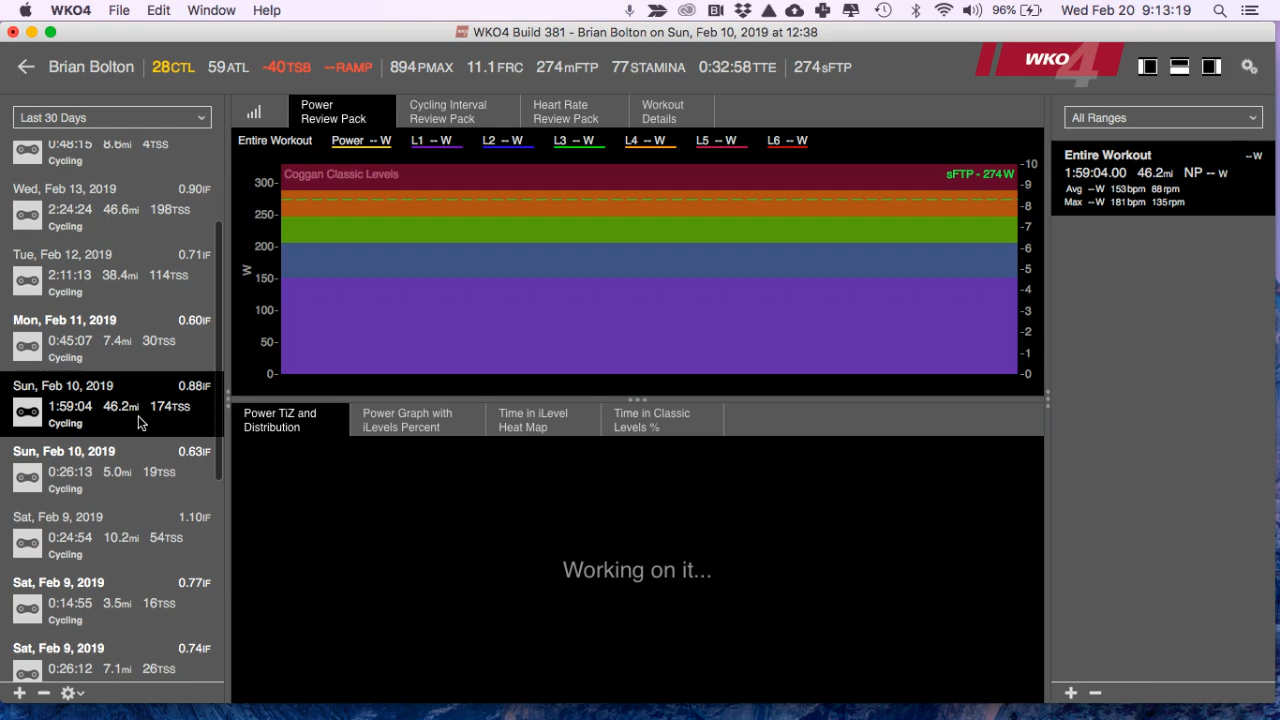 WKO4 File Edit Window Help 96% Wed Feb 20 9:13:19
WKO4 Build 381 - Brian Bolton on Sun, Feb 10, 2019 at 12:38
Brian Bolton 28CTL 59ATL -40TSB --RAMP 894PMAX 11.1FRC 274mFTP 77STAMINA 0:32:58TTE 274sFTP
WKO 4
Last 30 Days
0:48:15 8.6mi 4TSS
Cycling
Wed, Feb 13, 2019 0.90IF
2:24:24 46.6mi 198TSS
Cycling
Tue, Feb 12, 2019 0.71IF
2:11:13 38.4mi 114TSS
Cycling
Mon, Feb 11, 2019 0.60IF
0:45:07 7.4mi 30TSS
Cycling
Sun, Feb 10, 2019 0.88IF
1:59:04 46.2mi 174TSS
Cycling
Sun, Feb 10, 2019 0.63IF
0:26:13 5.0mi 19TSS
Cycling
Sat, Feb 9, 2019 1.10IF
0:24:54 10.2mi 54TSS
Cycling
Sat, Feb 9, 2019 0.77IF
0:14:55 3.5mi 16TSS
Cycling
Sat, Feb 9, 2019 0.74IF
0:26:12 7.1mi 26TSS
Power Review Pack
Cycling Interval Review Pack
Heart Rate Review Pack
Workout Details
Entire Workout Power -- W L1 -- W L2 -- W L3 -- W L4 -- W L5 -- W L6 -- W
Coggan Classic Levels sFTP - 274W
W
300-
250-
200-
150-
100-
50-
0-
-10
-9
-8
-7
-6
-5
-4
-3
-2
-1
-0
Power TiZ and Distribution
Power Graph with iLevels Percent
Time in iLevel Heat Map
Time in Classic Levels %
Working on it...
All Ranges
Entire Workout -- W
1:59:04.00 46.2mi NP -- w
Avg -- W 153bpm 88rpm
Max -- W 181bpm 135rpm